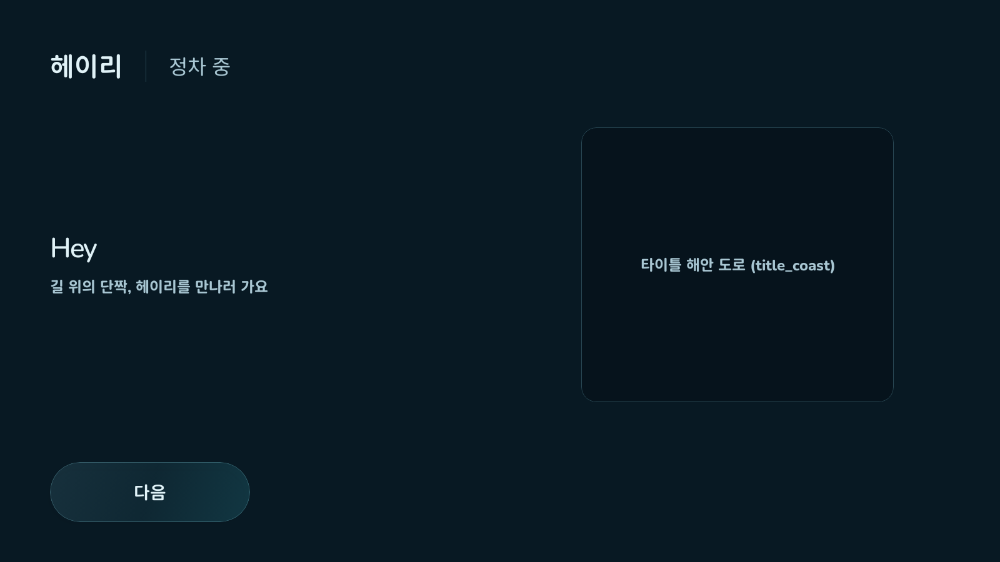 헤이리
정차 중
Hey
길 위의 단짝, 헤이리를 만나러 가요
타이틀 해안 도로 (title_coast)
다음